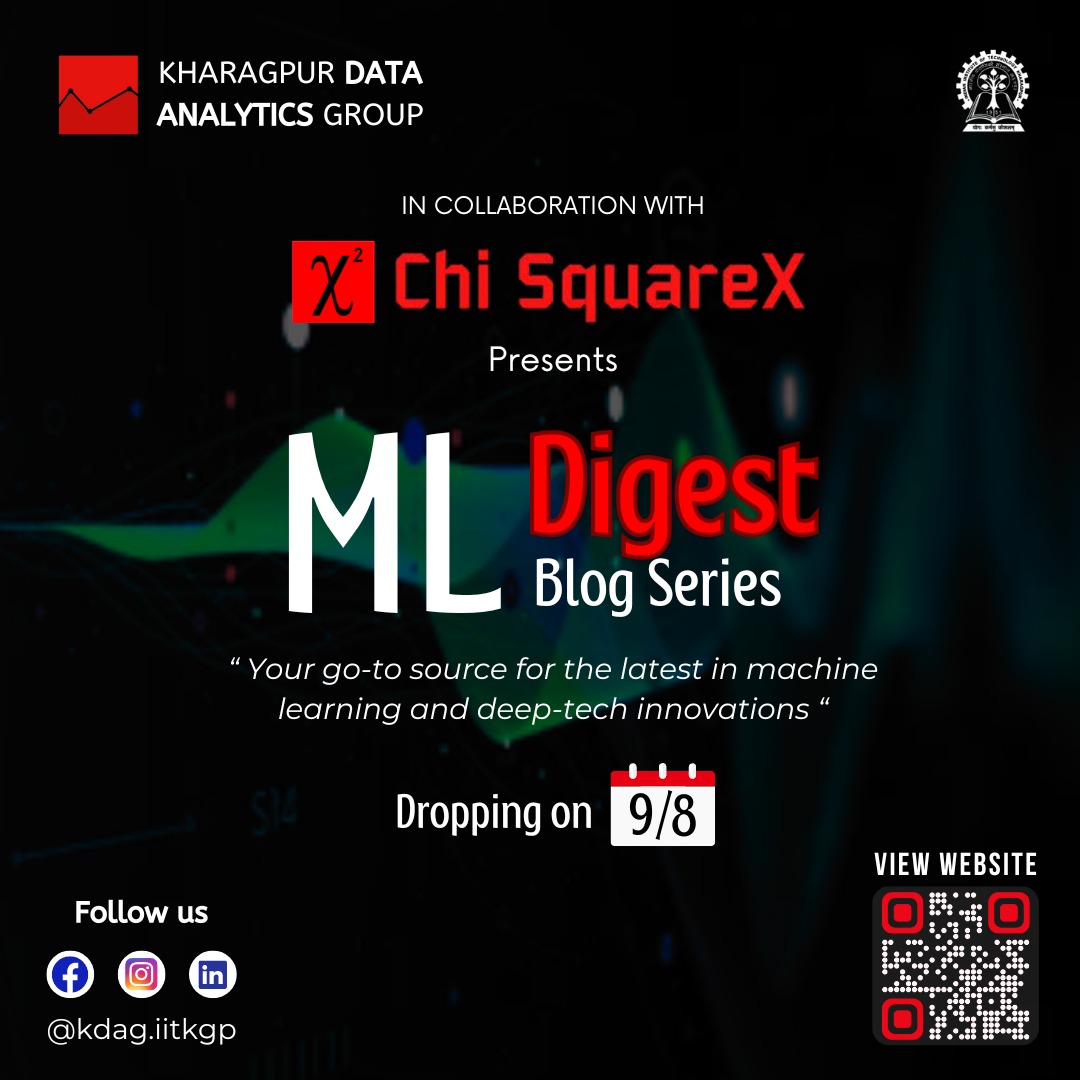 KHARAGPUR DATA
ANALYTICS GROUP
IN COLLABORATION WITH
χ²
Chi SquareX
Presents
ML Digest
Blog Series
“ Your go-to source for the latest in machine
learning and deep-tech innovations “
Dropping on 9/8
VIEW WEBSITE
Follow us
@kdag.iitkgp
S14